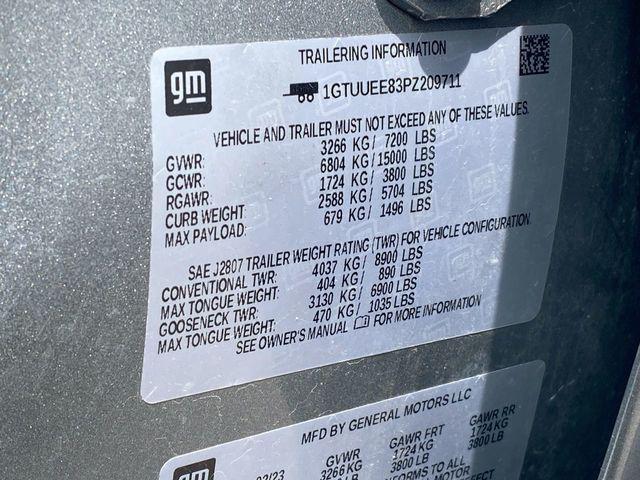 TRAILERING INFORMATION
gm
1GTUUEE83PZ209711
VEHICLE AND TRAILER MUST NOT EXCEED ANY OF THESE VALUES.
GVWR: 3266 KG/ 7200 LBS
GCWR: 6804 KG/ 15000 LBS
RGAWR: 1724 KG/ 3800 LBS
CURB WEIGHT: 2588 KG/ 5704 LBS
MAX PAYLOAD: 679 KG/ 1496 LBS
SAE J2807 TRAILER WEIGHT RATING (TWR) FOR VEHICLE CONFIGURATION.
CONVENTIONAL TWR: 4037 KG/ 8900 LBS
MAX TONGUE WEIGHT: 404 KG/ 890 LBS
GOOSENECK TWR: 3130 KG/ 6900 LBS
MAX TONGUE WEIGHT: 470 KG/ 1035 LBS
SEE OWNER'S MANUAL FOR MORE INFORMATION
MFD BY GENERAL MOTORS LLC
gm
GVWR GAWR FRT GAWR RR
3266 KG 1724 KG 1724 KG
3800 LB 3800 LB